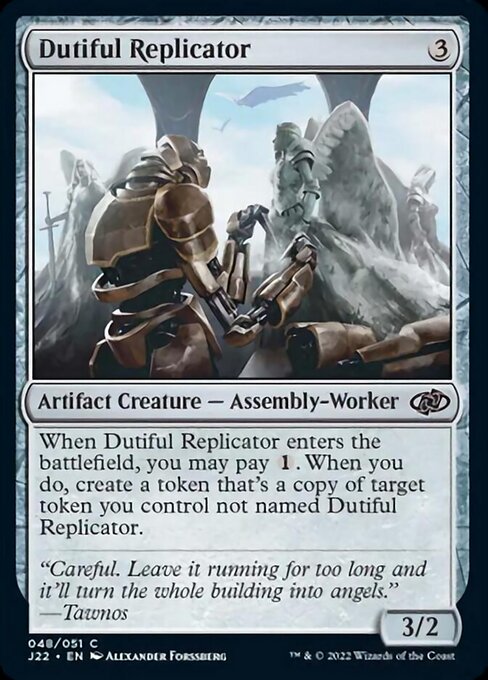 Dutiful Replicator 3
Artifact Creature — Assembly-Worker
When Dutiful Replicator enters the
battlefield, you may pay 1. When you
do, create a token that's a copy of target
token you control not named Dutiful
Replicator.
“Careful. Leave it running for too long and
it'll turn the whole building into angels.”
—Tawnos
3/2
048/051 C
J22 • EN Alexander Forssberg
™ & © 2022 Wizards of the Coast